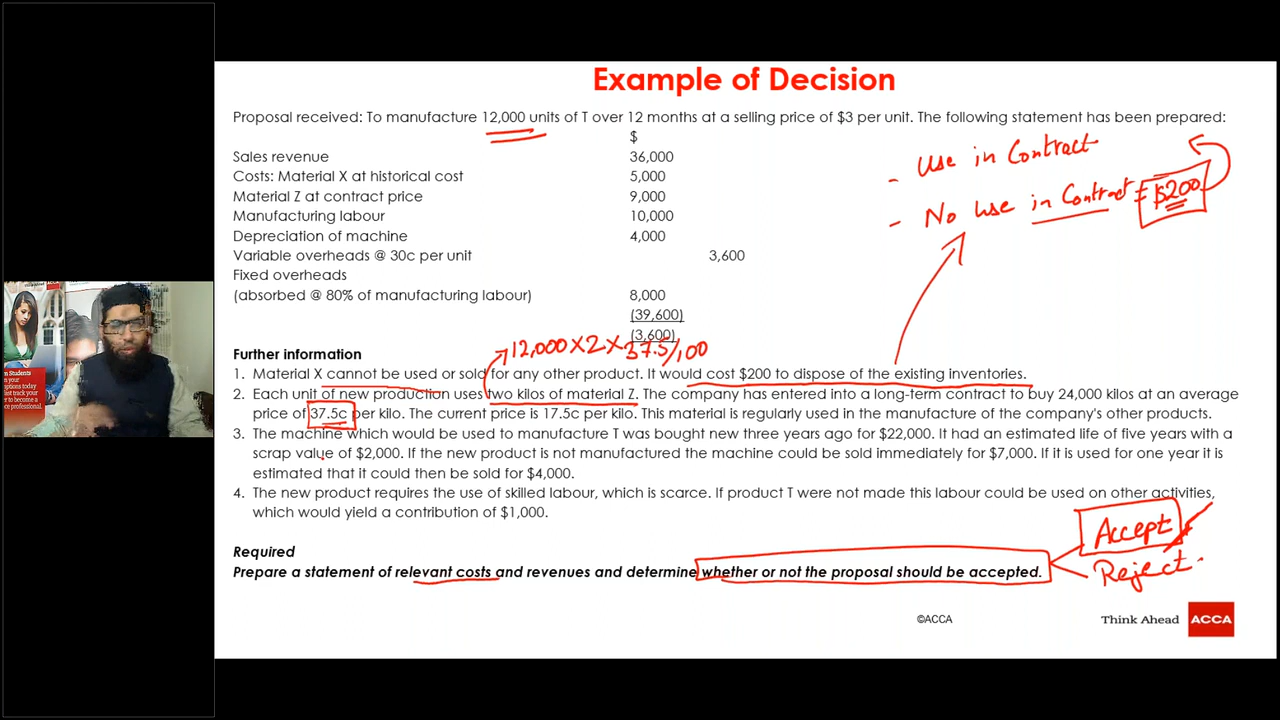 Example of Decision
Proposal received: To manufacture 12,000 units of T over 12 months at a selling price of $3 per unit. The following statement has been prepared:
$
Sales revenue 36,000
Costs: Material X at historical cost 5,000
Material Z at contract price 9,000
Manufacturing labour 10,000
Depreciation of machine 4,000
Variable overheads @ 30c per unit 3,600
Fixed overheads
(absorbed @ 80% of manufacturing labour) 8,000
(39,600)
(3,600)
- Use in Contract
- No use in Contract = $200
12,000 X 2 X 37.5/100
Further information
1. Material X cannot be used or sold for any other product. It would cost $200 to dispose of the existing inventories.
2. Each unit of new production uses two kilos of material Z. The company has entered into a long-term contract to buy 24,000 kilos at an average
price of 37.5c per kilo. The current price is 17.5c per kilo. This material is regularly used in the manufacture of the company's other products.
3. The machine which would be used to manufacture T was bought new three years ago for $22,000. It had an estimated life of five years with a
scrap value of $2,000. If the new product is not manufactured the machine could be sold immediately for $7,000. If it is used for one year it is
estimated that it could then be sold for $4,000.
4. The new product requires the use of skilled labour, which is scarce. If product T were not made this labour could be used on other activities,
which would yield a contribution of $1,000.
Required
Prepare a statement of relevant costs and revenues and determine whether or not the proposal should be accepted.
Accept
Reject
©ACCA
Think Ahead ACCA